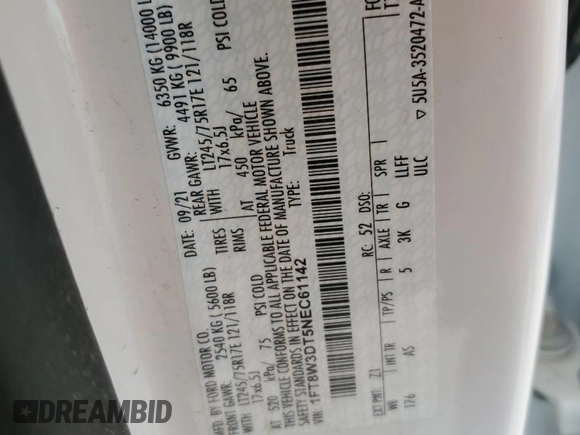 MFD. BY FORD MOTOR CO.
DATE: 09/21 GVWR: 6350 KG (14000 L
FRONT GAWR: 2540 KG ( 5600 LB) REAR GAWR: 4491 KG ( 9900 LB)
LT245/75R17E 121/118R TIRES WITH LT245/75R17E 121/118R
17x6.5J RIMS 17x6.5J
AT 520 kPa/ 75 PSI COLD AT 450 kPa/ 65 PSI COLD
THIS VEHICLE CONFORMS TO ALL APPLICABLE FEDERAL MOTOR VEHICLE
SAFETY STANDARDS IN EFFECT ON THE DATE OF MANUFACTURE SHOWN ABOVE.
VIN: 1FT8W3DT5NEC61142 TYPE: Truck
EXT PNT: Z1 RC: 52 DSO:
WB INT TR TP/PS R AXLE TR SPR
176 AS 5 3K G LLFF
ULC
5U5A-3520472-A
SIDEAUTOBID